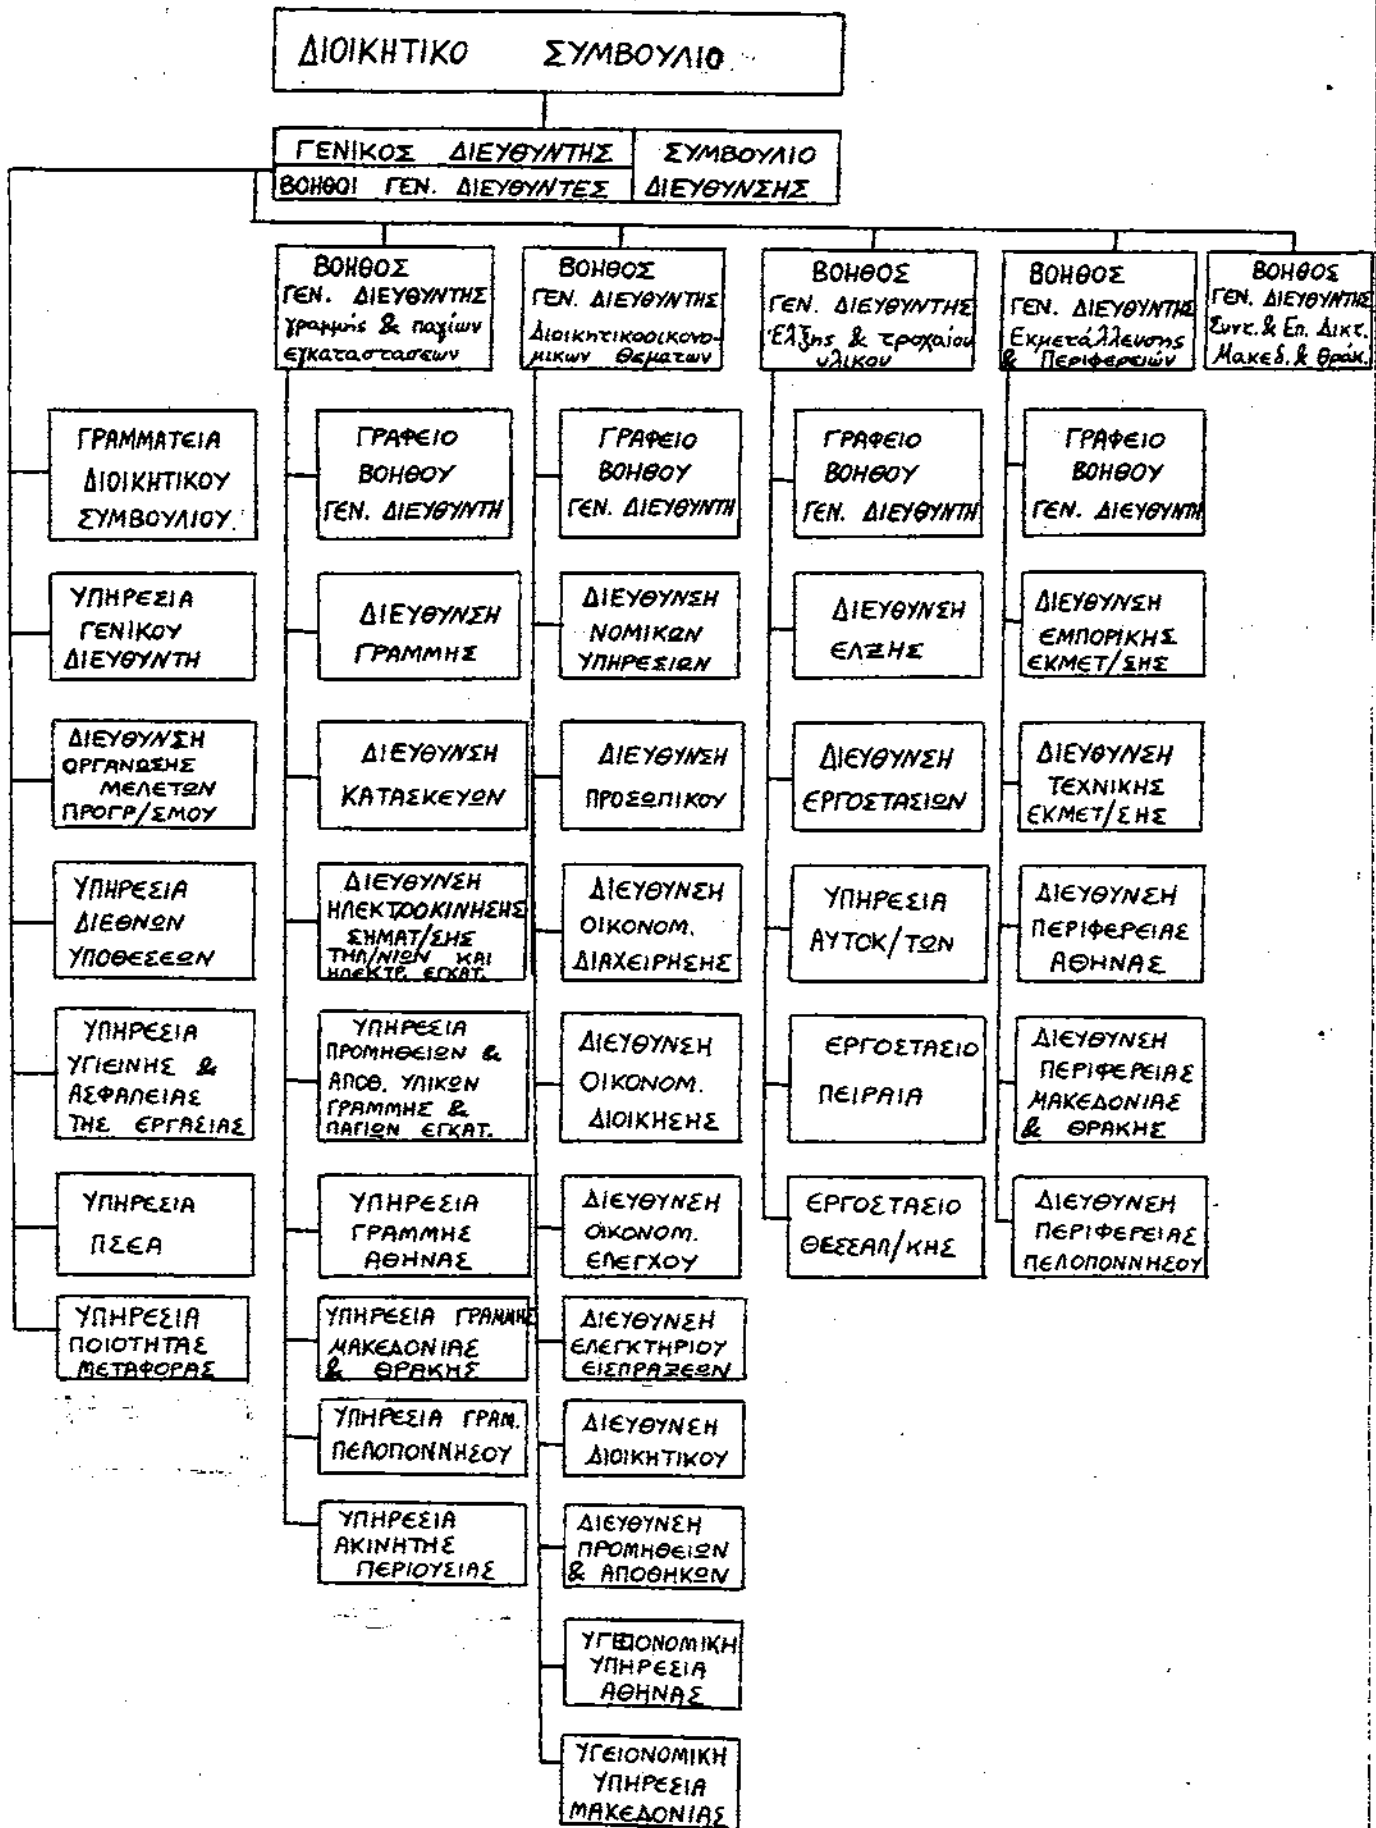 ΔΙΟΙΚΗΤΙΚΟ ΣΥΜΒΟΥΛΙΟ
ΓΕΝΙΚΟΣ ΔΙΕΥΘΥΝΤΗΣ
ΒΟΗΘΟΙ ΓΕΝ. ΔΙΕΥΘΥΝΤΕΣ
ΣΥΜΒΟΥΛΙΟ
ΔΙΕΥΘΥΝΣΗΣ
ΓΡΑΜΜΑΤΕΙΑ
ΔΙΟΙΚΗΤΙΚΟΥ
ΣΥΜΒΟΥΛΙΟΥ.
ΥΠΗΡΕΣΙΑ
ΓΕΝΙΚΟΥ
ΔΙΕΥΘΥΝΤΗ
ΔΙΕΥΘΥΝΣΗ
ΟΡΓΑΝΩΣΗΣ
ΜΕΛΕΤΩΝ
ΠΡΟΓΡ/ΣΜΟΥ
ΥΠΗΡΕΣΙΑ
ΔΙΕΘΝΩΝ
ΥΠΟΘΕΣΕΩΝ
ΥΠΗΡΕΣΙΑ
ΥΓΙΕΙΝΗΣ &
ΑΣΦΑΛΕΙΑΣ
ΤΗΣ ΕΡΓΑΣΙΑΣ
ΥΠΗΡΕΣΙΑ
ΠΣΕΑ
ΥΠΗΡΕΣΙΑ
ΠΟΙΟΤΗΤΑΣ
ΜΕΤΑΦΟΡΑΣ
ΒΟΗΘΟΣ
ΓΕΝ. ΔΙΕΥΘΥΝΤΗΣ
γραμμής & παγίων
εγκαταστασεων
ΓΡΑΦΕΙΟ
ΒΟΗΘΟΥ
ΓΕΝ. ΔΙΕΥΘΥΝΤΗ
ΔΙΕΥΘΥΝΣΗ
ΓΡΑΜΜΗΣ
ΔΙΕΥΘΥΝΣΗ
ΚΑΤΑΣΚΕΥΩΝ
ΔΙΕΥΘΥΝΣΗ
ΗΛΕΚΤΡΟΚΙΝΗΣΗΣ
ΣΗΜΑΤ/ΣΗΣ
ΤΗΛ/ΝΙΩΝ ΚΑΙ
ΗΛΕΚΤΡ. ΕΓΚΑΤ.
ΥΠΗΡΕΣΙΑ
ΠΡΟΜΗΘΕΙΩΝ &
ΑΠΟΘ. ΥΛΙΚΩΝ
ΓΡΑΜΜΗΣ &
ΠΑΓΙΩΝ ΕΓΚΑΤ.
ΥΠΗΡΕΣΙΑ
ΓΡΑΜΜΗΣ
ΑΘΗΝΑΣ
ΥΠΗΡΕΣΙΑ ΓΡΑΜΜΗΣ
ΜΑΚΕΔΟΝΙΑΣ
& ΘΡΑΚΗΣ
ΥΠΗΡΕΣΙΑ ΓΡΑΜ.
ΠΕΛΟΠΟΝΝΗΣΟΥ
ΥΠΗΡΕΣΙΑ
ΑΚΙΝΗΤΗΣ
ΠΕΡΙΟΥΣΙΑΣ
ΒΟΗΘΟΣ
ΓΕΝ. ΔΙΕΥΘΥΝΤΗΣ
Διοικητικοοικονο-
μικων Θεματων
ΓΡΑΦΕΙΟ
ΒΟΗΘΟΥ
ΓΕΝ. ΔΙΕΥΘΥΝΤΗ
ΔΙΕΥΘΥΝΣΗ
ΝΟΜΙΚΩΝ
ΥΠΗΡΕΣΙΩΝ
ΔΙΕΥΘΥΝΣΗ
ΠΡΟΣΩΠΙΚΟΥ
ΔΙΕΥΘΥΝΣΗ
ΟΙΚΟΝΟΜ.
ΔΙΑΧΕΙΡΗΣΗΣ
ΔΙΕΥΘΥΝΣΗ
ΟΙΚΟΝΟΜ.
ΔΙΟΙΚΗΣΗΣ
ΔΙΕΥΘΥΝΣΗ
ΟΙΚΟΝΟΜ.
ΕΛΕΓΧΟΥ
ΔΙΕΥΘΥΝΣΗ
ΕΛΕΓΚΤΗΡΙΟΥ
ΕΙΣΠΡΑΞΕΩΝ
ΔΙΕΥΘΥΝΣΗ
ΔΙΟΙΚΗΤΙΚΟΥ
ΔΙΕΥΘΥΝΣΗ
ΠΡΟΜΗΘΕΙΩΝ
& ΑΠΟΘΗΚΩΝ
ΥΓΕΙΟΝΟΜΙΚΗ
ΥΠΗΡΕΣΙΑ
ΑΘΗΝΑΣ
ΥΓΕΙΟΝΟΜΙΚΗ
ΥΠΗΡΕΣΙΑ
ΜΑΚΕΔΟΝΙΑΣ
ΒΟΗΘΟΣ
ΓΕΝ. ΔΙΕΥΘΥΝΤΗΣ
Έλξης & τροχαίου
υλικου
ΓΡΑΦΕΙΟ
ΒΟΗΘΟΥ
ΓΕΝ. ΔΙΕΥΘΥΝΤΗ
ΔΙΕΥΘΥΝΣΗ
ΕΛΞΗΣ
ΔΙΕΥΘΥΝΣΗ
ΕΡΓΟΣΤΑΣΙΩΝ
ΥΠΗΡΕΣΙΑ
ΑΥΤΟΚ/ΤΩΝ
ΕΡΓΟΣΤΑΣΙΟ
ΠΕΙΡΑΙΑ
ΕΡΓΟΣΤΑΣΙΟ
ΘΕΣΣΑΛ/ΚΗΣ
ΒΟΗΘΟΣ
ΓΕΝ. ΔΙΕΥΘΥΝΤΗΣ
Εκμετάλλευσης
& Περιφερειών
ΓΡΑΦΕΙΟ
ΒΟΗΘΟΥ
ΓΕΝ. ΔΙΕΥΘΥΝΤΗ
ΔΙΕΥΘΥΝΣΗ
ΕΜΠΟΡΙΚΗΣ
ΕΚΜΕΤ/ΣΗΣ
ΔΙΕΥΘΥΝΣΗ
ΤΕΧΝΙΚΗΣ
ΕΚΜΕΤ/ΣΗΣ
ΔΙΕΥΘΥΝΣΗ
ΠΕΡΙΦΕΡΕΙΑΣ
ΑΘΗΝΑΣ
ΔΙΕΥΘΥΝΣΗ
ΠΕΡΙΦΕΡΕΙΑΣ
ΜΑΚΕΔΟΝΙΑΣ
& ΘΡΑΚΗΣ
ΔΙΕΥΘΥΝΣΗ
ΠΕΡΙΦΕΡΕΙΑΣ
ΠΕΛΟΠΟΝΝΗΣΟΥ
ΒΟΗΘΟΣ
ΓΕΝ. ΔΙΕΥΘΥΝΤΗΣ
Συντ. & Επ. Δικτ.
Μακεδ. & Θράκ.